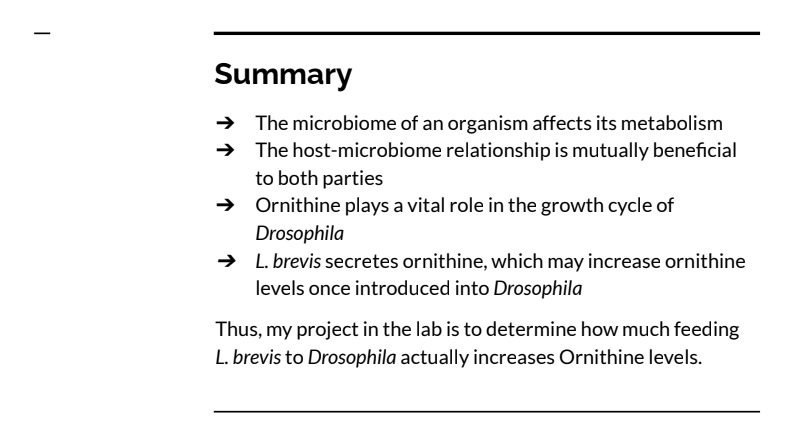 Summary
➔ The microbiome of an organism affects its metabolism
➔ The host-microbiome relationship is mutually beneficial
to both parties
➔ Ornithine plays a vital role in the growth cycle of
Drosophila
➔ L. brevis secretes ornithine, which may increase ornithine
levels once introduced into Drosophila
Thus, my project in the lab is to determine how much feeding
L. brevis to Drosophila actually increases Ornithine levels.